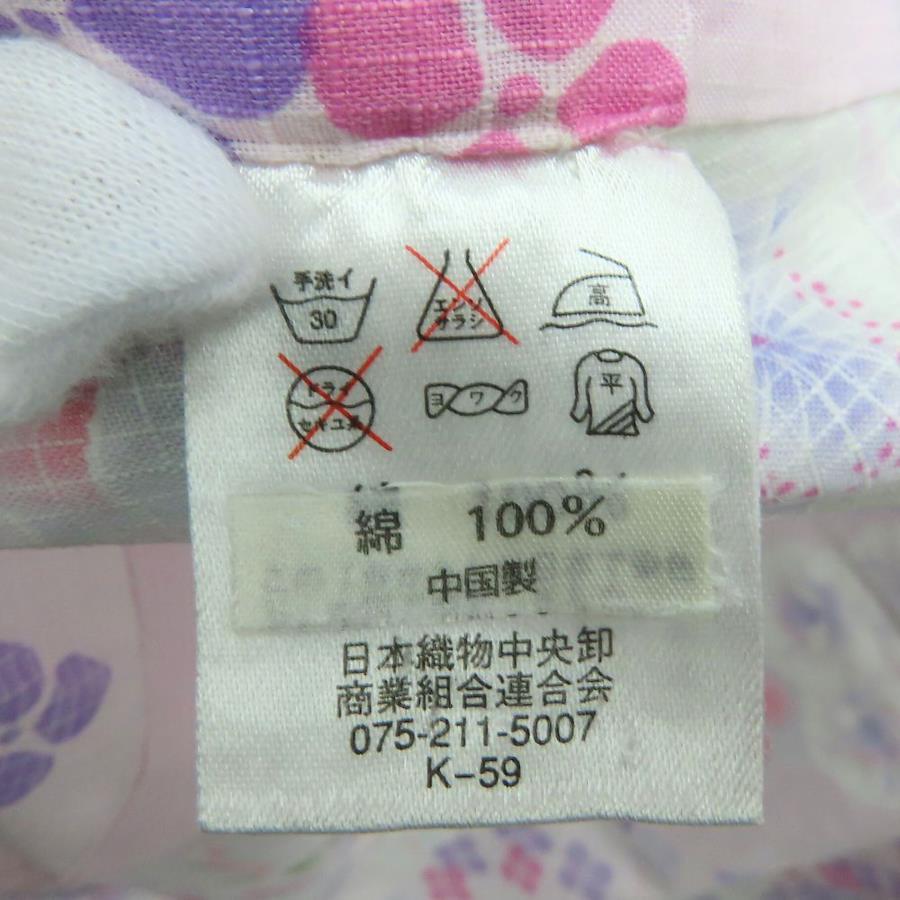 手洗イ
30
エンソ
サラシ
高
ドライ
セキユ系
ヨワク
平
綿 100%
中国製
日本織物中央卸
商業組合連合会
075-211-5007
K-59